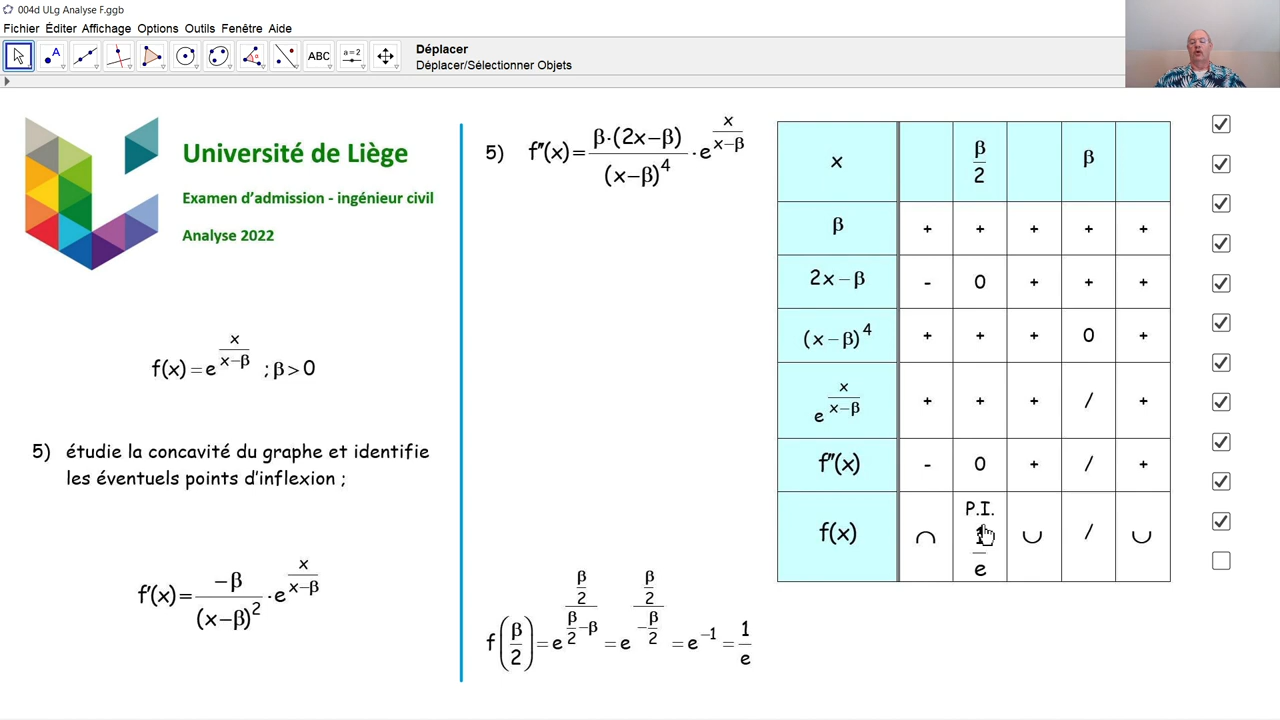 004d ULg Analyse F.ggb
Fichier Éditer Affichage Options Outils Fenêtre Aide
A ABC a=2
Déplacer
Déplacer/Sélectionner Objets
Université de Liège
Examen d'admission - ingénieur civil
Analyse 2022
f(x) = e^(x/(x−β)) ; β > 0
5) étudie la concavité du graphe et identifie
les éventuels points d'inflexion ;
f'(x) = −β/(x−β)² · e^(x/(x−β))
5) f''(x) = β·(2x−β)/(x−β)⁴ · e^(x/(x−β))
f(β/2) = e^((β/2)/(β/2−β)) = e^((β/2)/(−β/2)) = e⁻¹ = 1/e
x β/2 β
β + + + + +
2x−β - 0 + + +
(x−β)⁴ + + + 0 +
e^(x/(x−β)) + + + / +
f''(x) - 0 + / +
f(x) ∩ P.I. 1/e ∪ / ∪